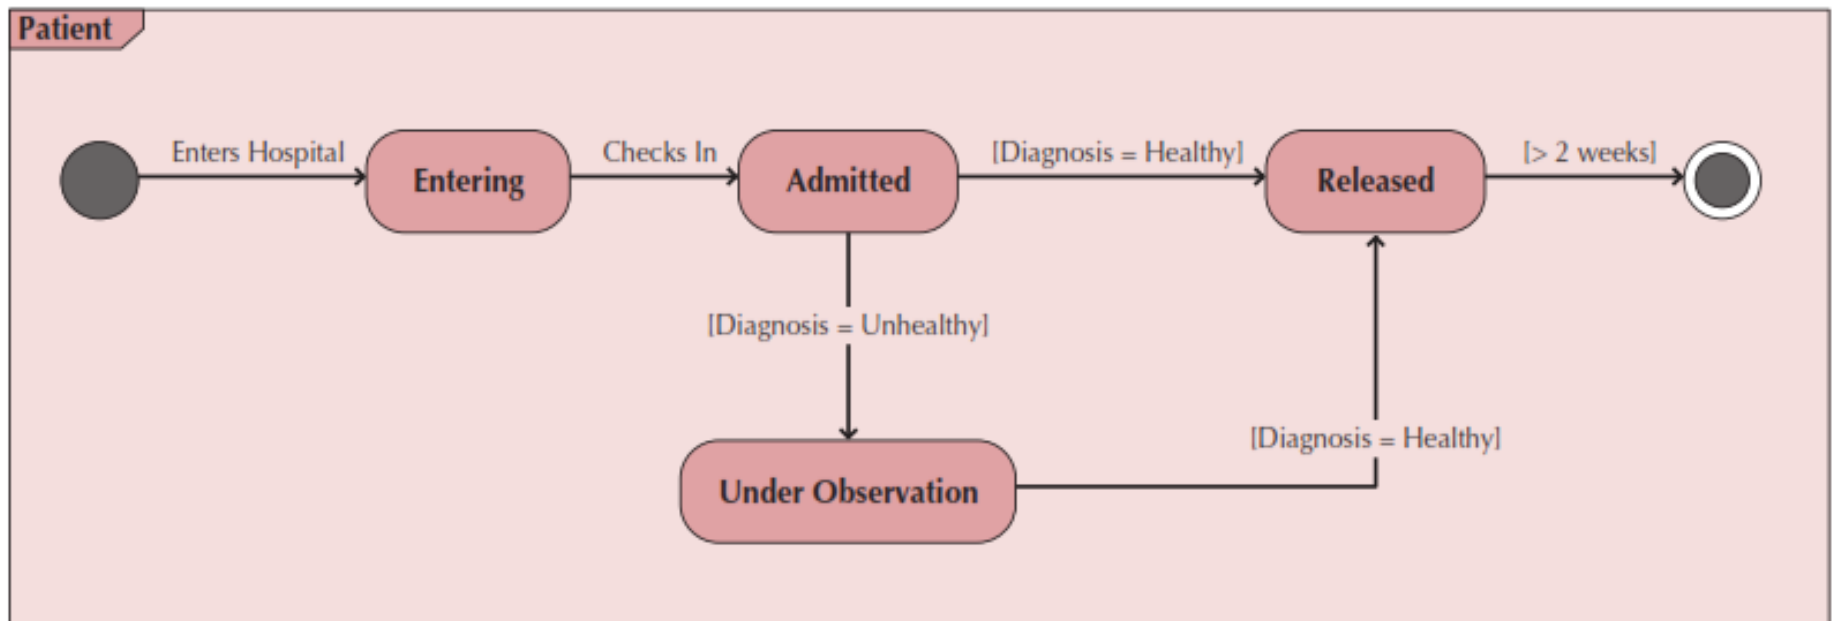 Patient
Enters Hospital
Entering
Checks In
Admitted
[Diagnosis = Healthy]
Released
[> 2 weeks]
[Diagnosis = Unhealthy]
[Diagnosis = Healthy]
Under Observation